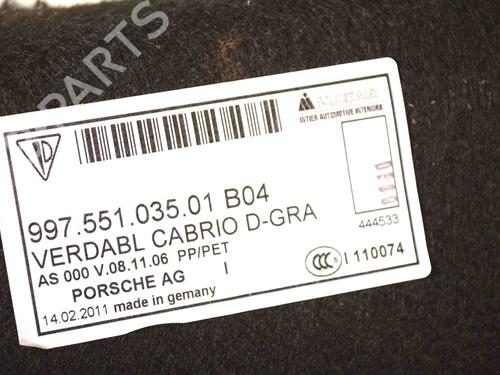 PARTS
INTIER AUTOMOTIVE INTERIORS
997.551.035.01 B04
VERDABL CABRIO D-GRA
AS 000 V.08.11.06 PP/PET
444533
PORSCHE AG I
CCC I 110074
14.02.2011 made in gemany